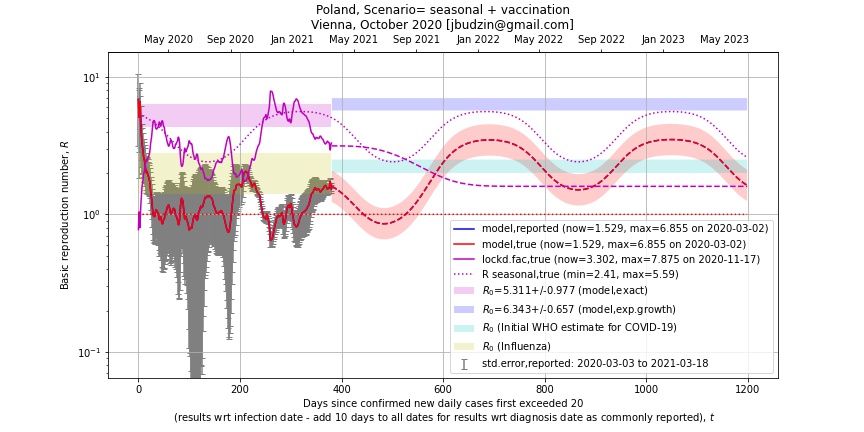 Poland, Scenario= seasonal + vaccination
Vienna, October 2020 [jbudzin@gmail.com]
May 2020 Sep 2020 Jan 2021 May 2021 Sep 2021 Jan 2022 May 2022 Sep 2022 Jan 2023 May 2023
10¹
10⁰
10⁻¹
Basic reproduction number, R
model,reported (now=1.529, max=6.855 on 2020-03-02)
model,true (now=1.529, max=6.855 on 2020-03-02)
lockd.fac,true (now=3.302, max=7.875 on 2020-11-17)
R seasonal,true (min=2.41, max=5.59)
R₀=5.311+/-0.977 (model,exact)
R₀=6.343+/-0.657 (model,exp.growth)
R₀ (Initial WHO estimate for COVID-19)
R₀ (Influenza)
std.error,reported: 2020-03-03 to 2021-03-18
0 200 400 600 800 1000 1200
Days since confirmed new daily cases first exceeded 20
(results wrt infection date - add 10 days to all dates for results wrt diagnosis date as commonly reported), t